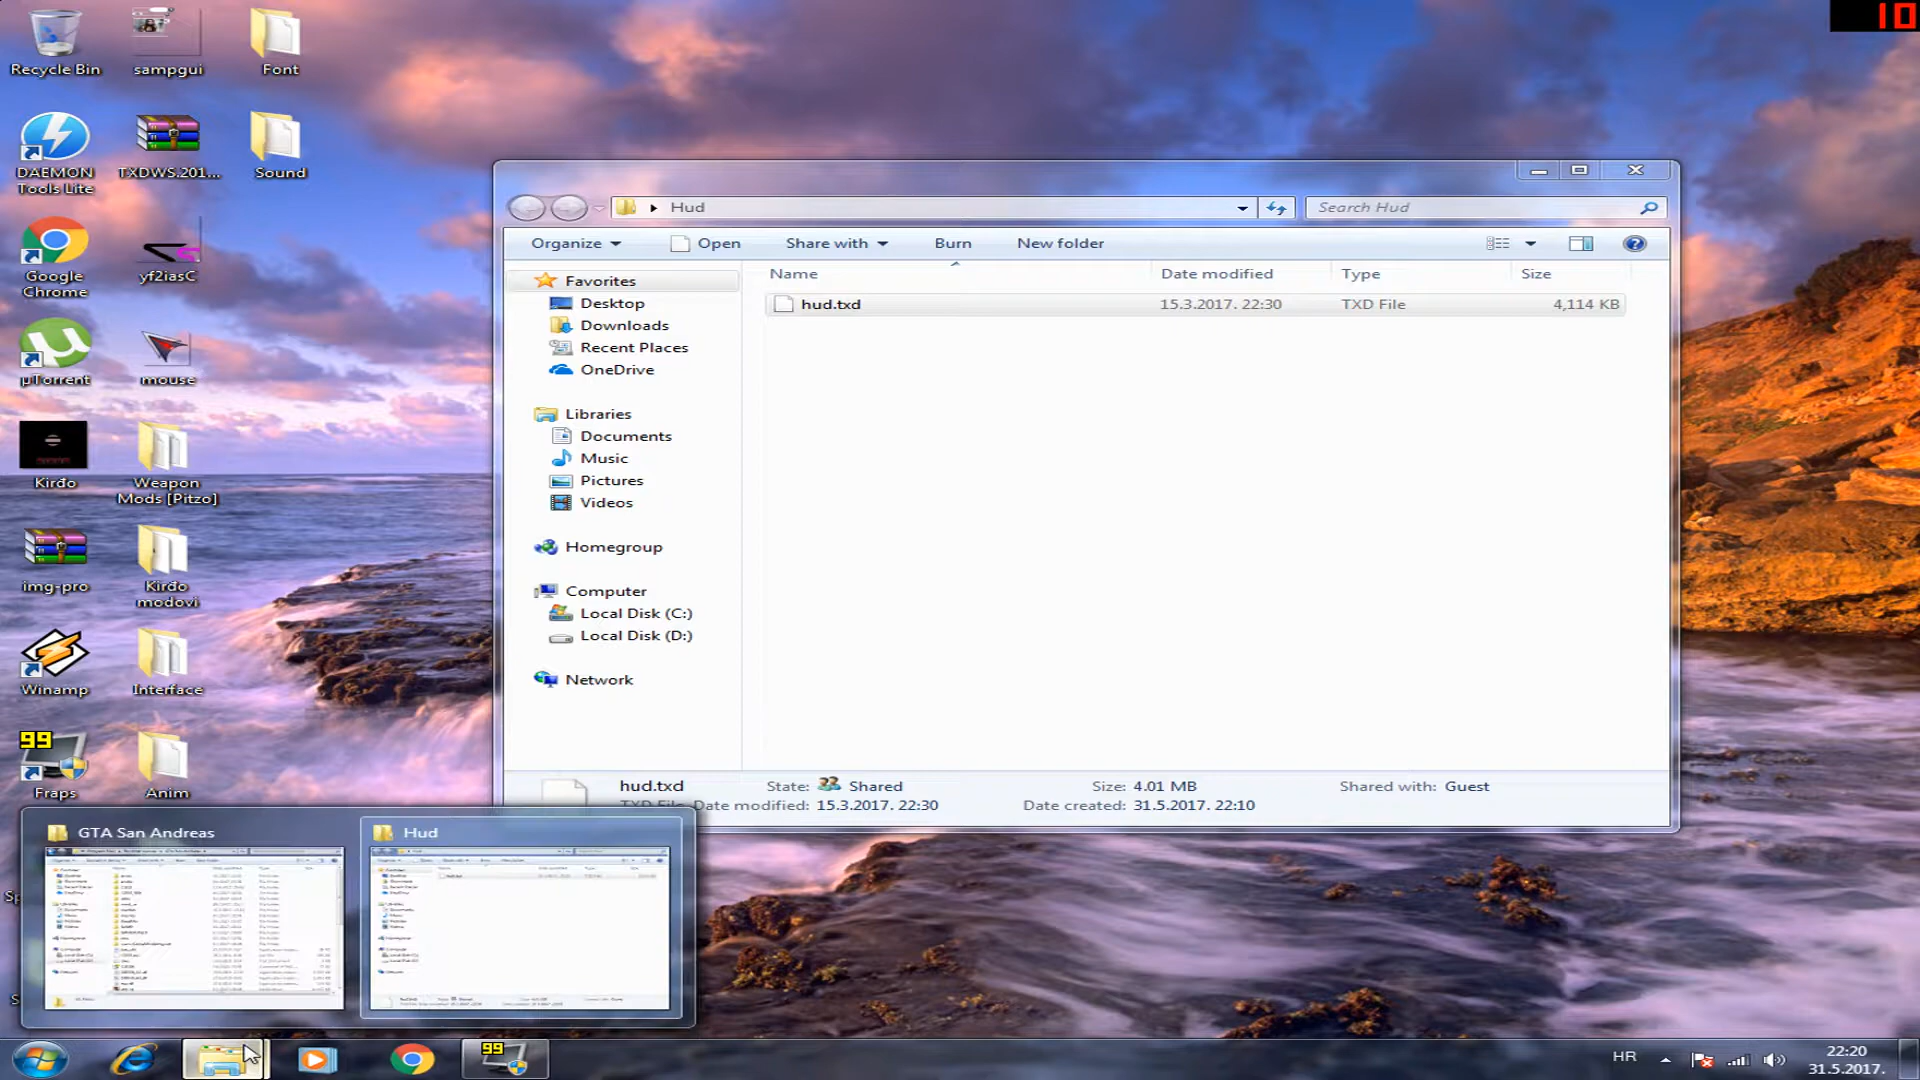 10
Recycle Bin
sampgui
Font
DAEMON
Tools Lite
TXDWS.201...
Sound
Google
Chrome
yf2iasC
µTorrent
mouse
Kirđo
Weapon
Mods [Pitzo]
img-pro
Kirđo
modovi
Winamp
Interface
99
Fraps
Anim
Hud
Search Hud
Organize
Open
Share with
Burn
New folder
Name
Date modified
Type
Size
hud.txd
15.3.2017. 22:30
TXD File
4,114 KB
Favorites
Desktop
Downloads
Recent Places
OneDrive
Libraries
Documents
Music
Pictures
Videos
Homegroup
Computer
Local Disk (C:)
Local Disk (D:)
Network
hud.txd
State: Shared
Size: 4.01 MB
Shared with: Guest
Date modified: 15.3.2017. 22:30
Date created: 31.5.2017. 22:10
GTA San Andreas
Hud
99
HR
22:20
31.5.2017.